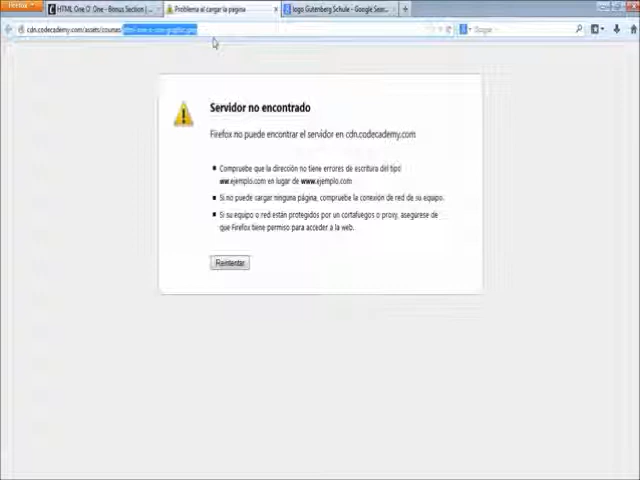 Firefox
HTML One O' One - Bonus Section |
Problema al cargar la página
logo Gutenberg Schule - Google Sear...
cdn.codecademy.com/assets/courses/
Google
Servidor no encontrado
Firefox no puede encontrar el servidor en cdn.codecademy.com
Compruebe que la dirección no tiene errores de escritura del tipo
ww.ejemplo.com en lugar de www.ejemplo.com
Si no puede cargar ninguna página, compruebe la conexión de red de su equipo.
Si su equipo o red están protegidos por un cortafuegos o proxy, asegúrese de
que Firefox tiene permiso para acceder a la web.
Reintentar